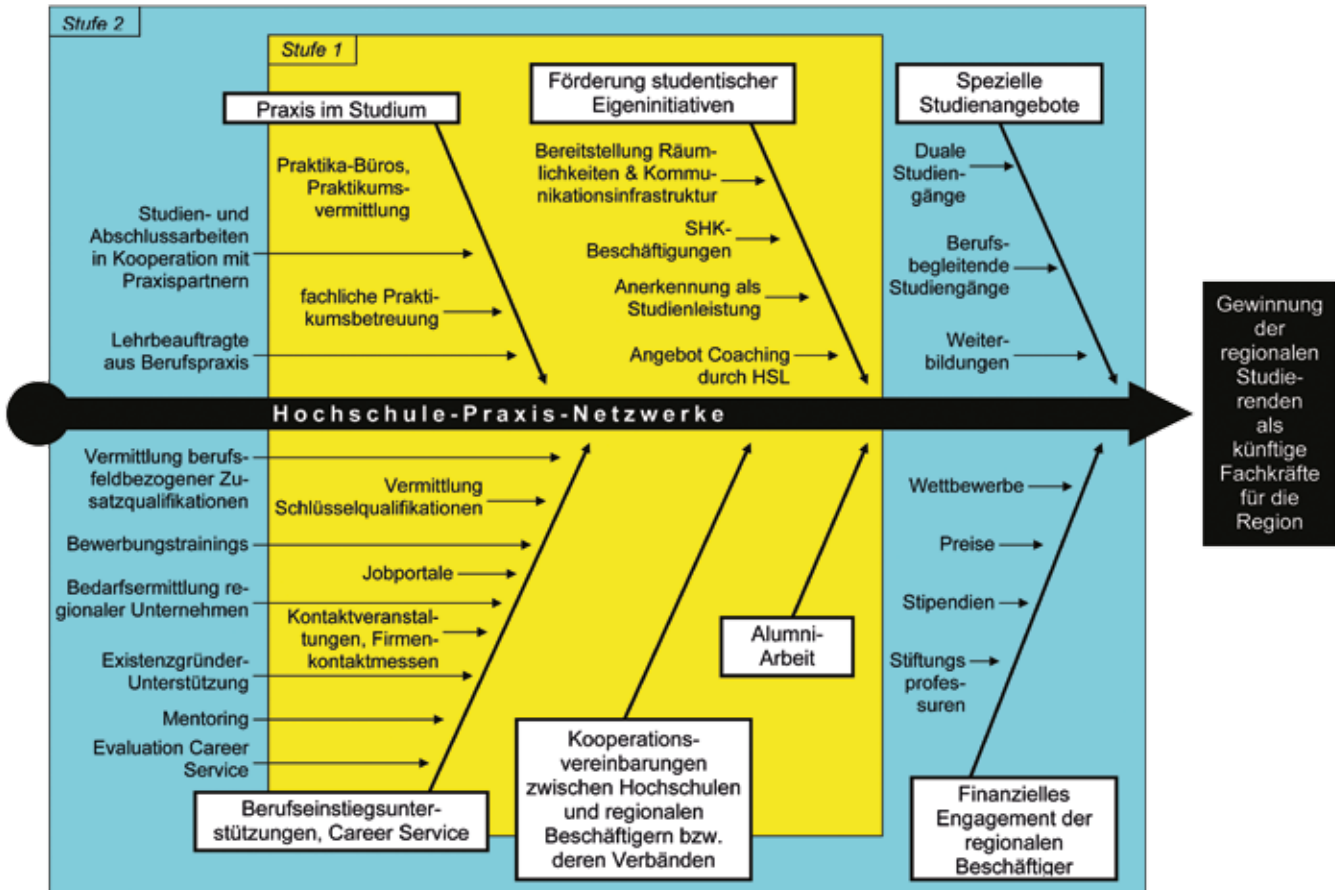 Stufe 2
Stufe 1
Praxis im Studium
Förderung studentischer
Eigeninitiativen
Spezielle
Studienangebote
Praktika-Büros,
Praktikums-
vermittlung
Studien- und
Abschlussarbeiten
in Kooperation mit
Praxispartnern
fachliche Prakti-
kumsbetreuung
Lehrbeauftragte
aus Berufspraxis
Bereitstellung Räum-
lichkeiten & Kommu-
nikationsinfrastruktur
SHK-
Beschäftigungen
Anerkennung als
Studienleistung
Angebot Coaching
durch HSL
Duale
Studien-
gänge
Berufs-
begleitende
Studiengänge
Weiter-
bildungen
Hochschule-Praxis-Netzwerke
Gewinnung
der
regionalen
Studie-
renden
als
künftige
Fachkräfte
für die
Region
Vermittlung berufs-
feldbezogener Zu-
satzqualifikationen
Vermittlung
Schlüsselqualifikationen
Bewerbungstrainings
Jobportale
Bedarfsermittlung re-
gionaler Unternehmen
Kontaktveranstal-
tungen, Firmen-
kontaktmessen
Existenzgründer-
Unterstützung
Mentoring
Evaluation Career
Service
Berufseinstiegsunter-
stützungen, Career Service
Kooperations-
vereinbarungen
zwischen Hochschulen
und regionalen
Beschäftigern bzw.
deren Verbänden
Alumni-
Arbeit
Wettbewerbe
Preise
Stipendien
Stiftungs
profes-
suren
Finanzielles
Engagement der
regionalen
Beschäftiger